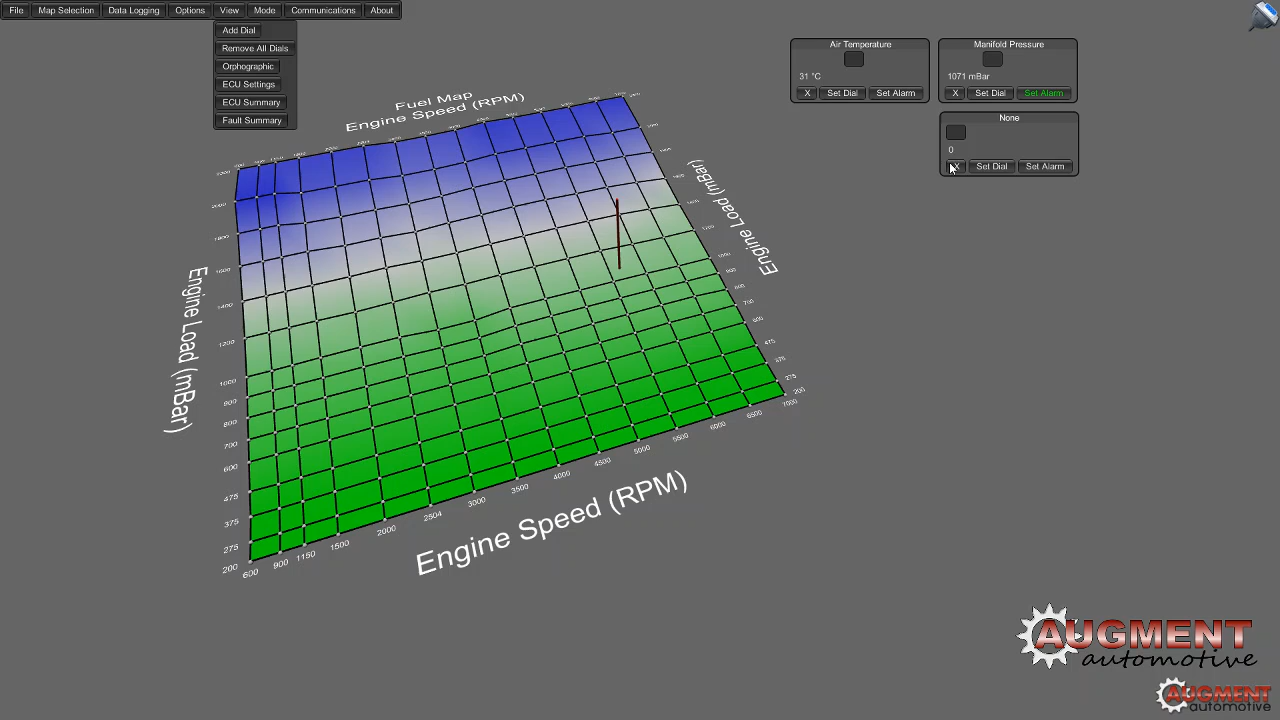 File Map Selection Data Logging Options View Mode Communications About
Add Dial
Remove All Dials
Orphographic
ECU Settings
ECU Summary
Fault Summary
Air Temperature
31 °C
X Set Dial Set Alarm
Manifold Pressure
1071 mBar
X Set Dial Set Alarm
None
0
X Set Dial Set Alarm
Fuel Map
Engine Speed (RPM)
Engine Load (mBar)
Engine Load (mBar)
1200
1000
900
800
700
600
475
375
275
200
600 900 1150 1500 2000 2504 3000 3500 4000 4500 5000 5500 6000 6500 7000
Engine Speed (RPM)
AUGMENT
automotive
AUGMENT
automotive